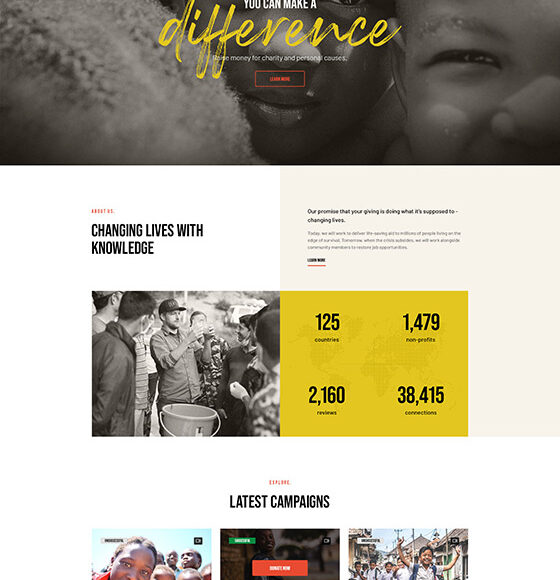 YOU CAN MAKE A
difference
Raise money for charity and personal causes.
LEARN MORE
ABOUT US.
CHANGING LIVES WITH
KNOWLEDGE
Our promise that your giving is doing what it's supposed to -
changing lives.
Today, we will work to deliver life-saving aid to millions of people living on the
edge of survival. Tomorrow, when the crisis subsides, we will work alongside
community members to restore job opportunities.
LEARN MORE
125
countries
1,479
non-profits
2,160
reviews
38,415
connections
EXPLORE.
LATEST CAMPAIGNS
UNSUCCESSFUL
SUCCESSFUL
UNSUCCESSFUL
DONATE NOW